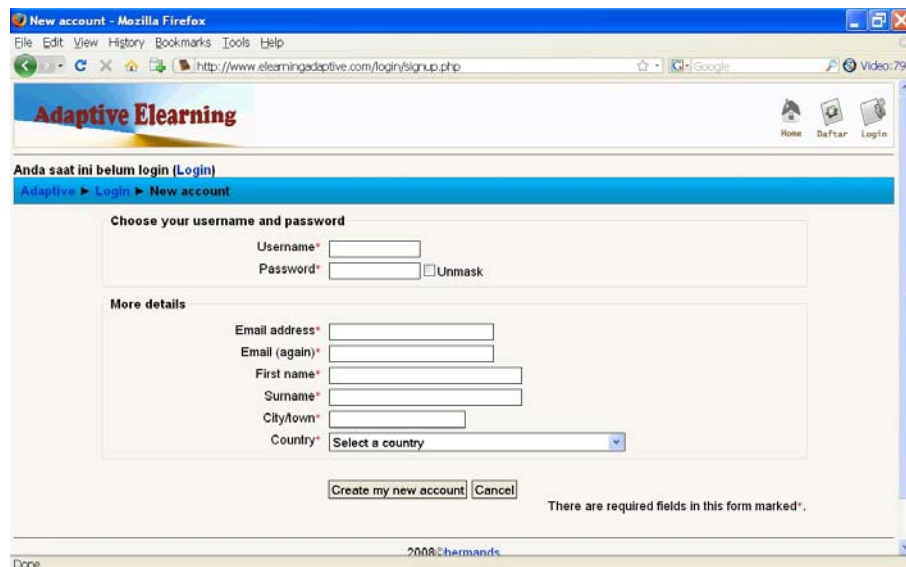 New account - Mozilla Firefox
File Edit View History Bookmarks Tools Help
http://www.elearningadaptive.com/login/signup.php Google Video:79
Adaptive Elearning
Home Daftar Login
Anda saat ini belum login (Login)
Adaptive ► Login ► New account
Choose your username and password
Username*
Password* Unmask
More details
Email address*
Email (again)*
First name*
Surname*
City/town*
Country* Select a country
Create my new account Cancel
There are required fields in this form marked*.
2008©hermands
Done